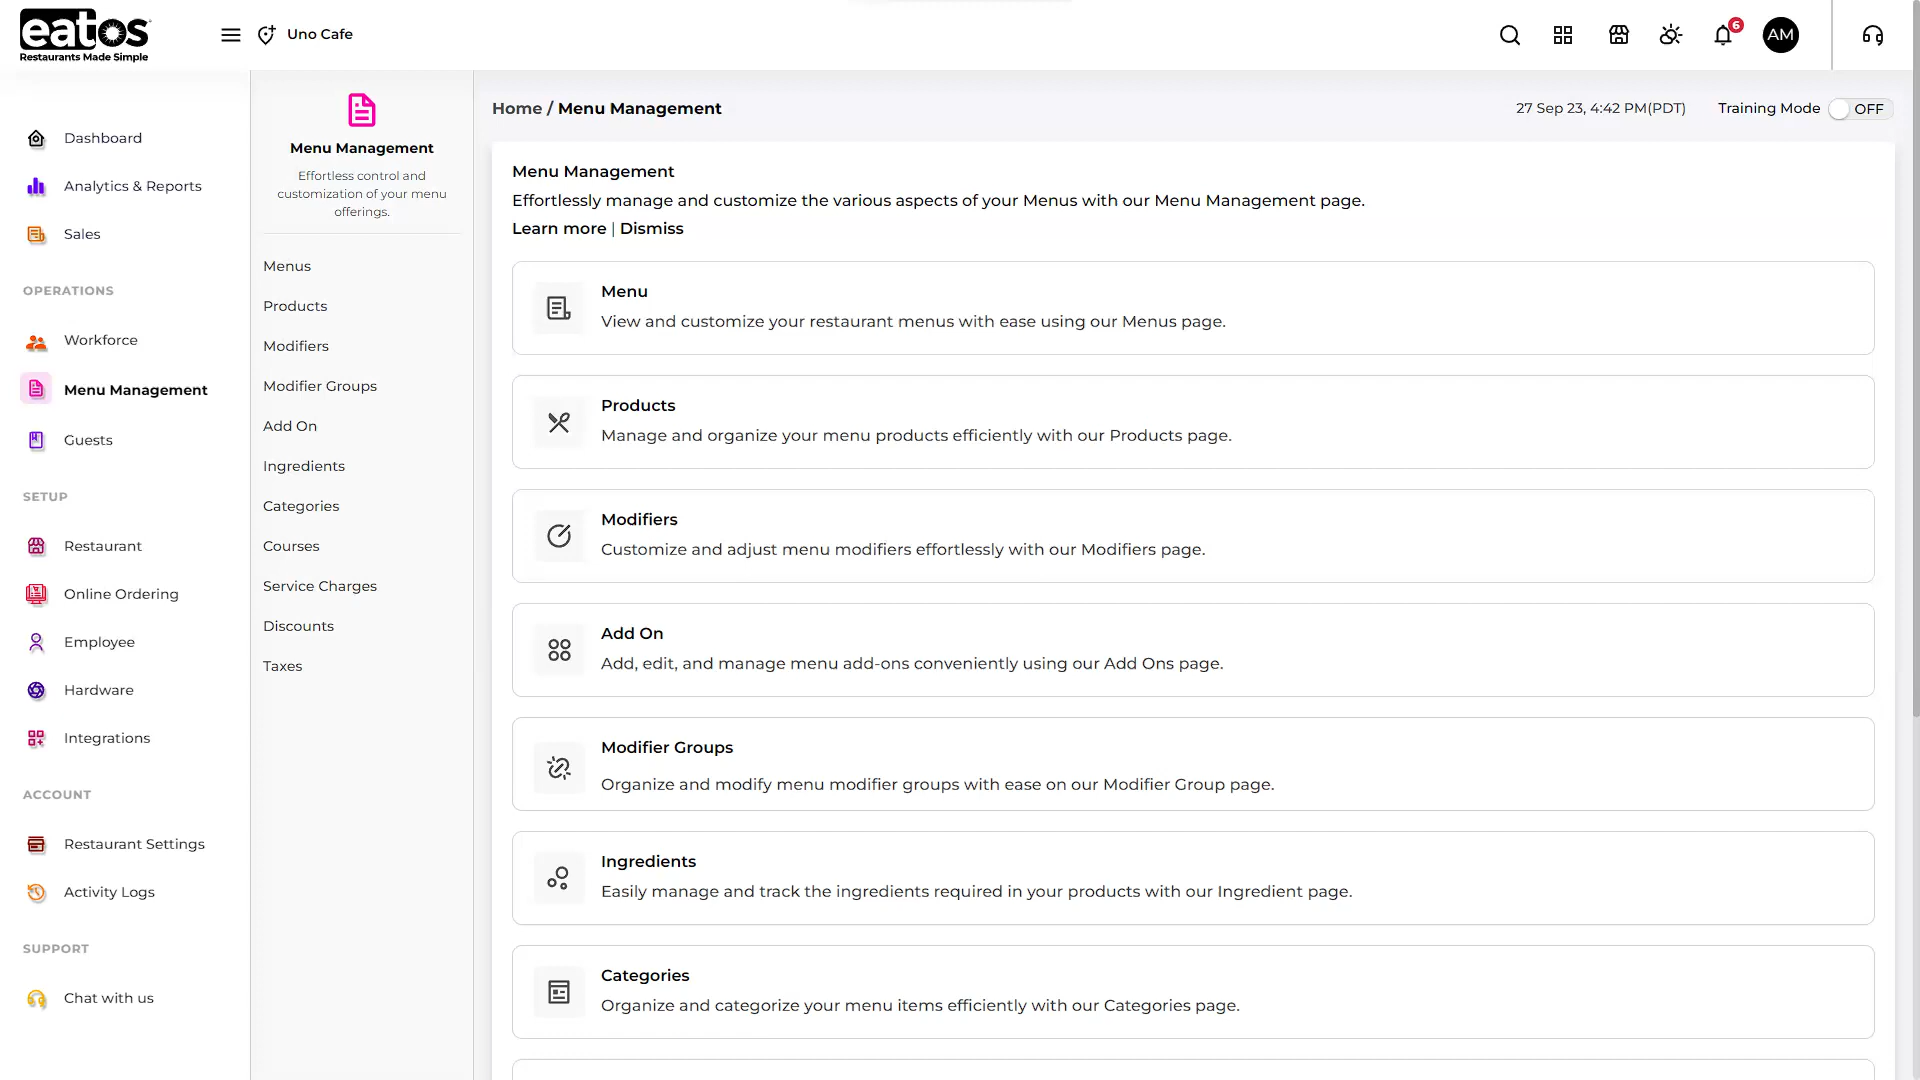 eatos
Restaurants Made Simple
Uno Cafe
6
AM
Dashboard
Analytics & Reports
Sales
OPERATIONS
Workforce
Menu Management
Guests
SETUP
Restaurant
Online Ordering
Employee
Hardware
Integrations
ACCOUNT
Restaurant Settings
Activity Logs
SUPPORT
Chat with us
Menu Management
Effortless control and
customization of your menu
offerings.
Menus
Products
Modifiers
Modifier Groups
Add On
Ingredients
Categories
Courses
Service Charges
Discounts
Taxes
Home / Menu Management
27 Sep 23, 4:42 PM(PDT)
Training Mode
OFF
Menu Management
Effortlessly manage and customize the various aspects of your Menus with our Menu Management page.
Learn more | Dismiss
Menu
View and customize your restaurant menus with ease using our Menus page.
Products
Manage and organize your menu products efficiently with our Products page.
Modifiers
Customize and adjust menu modifiers effortlessly with our Modifiers page.
Add On
Add, edit, and manage menu add-ons conveniently using our Add Ons page.
Modifier Groups
Organize and modify menu modifier groups with ease on our Modifier Group page.
Ingredients
Easily manage and track the ingredients required in your products with our Ingredient page.
Categories
Organize and categorize your menu items efficiently with our Categories page.